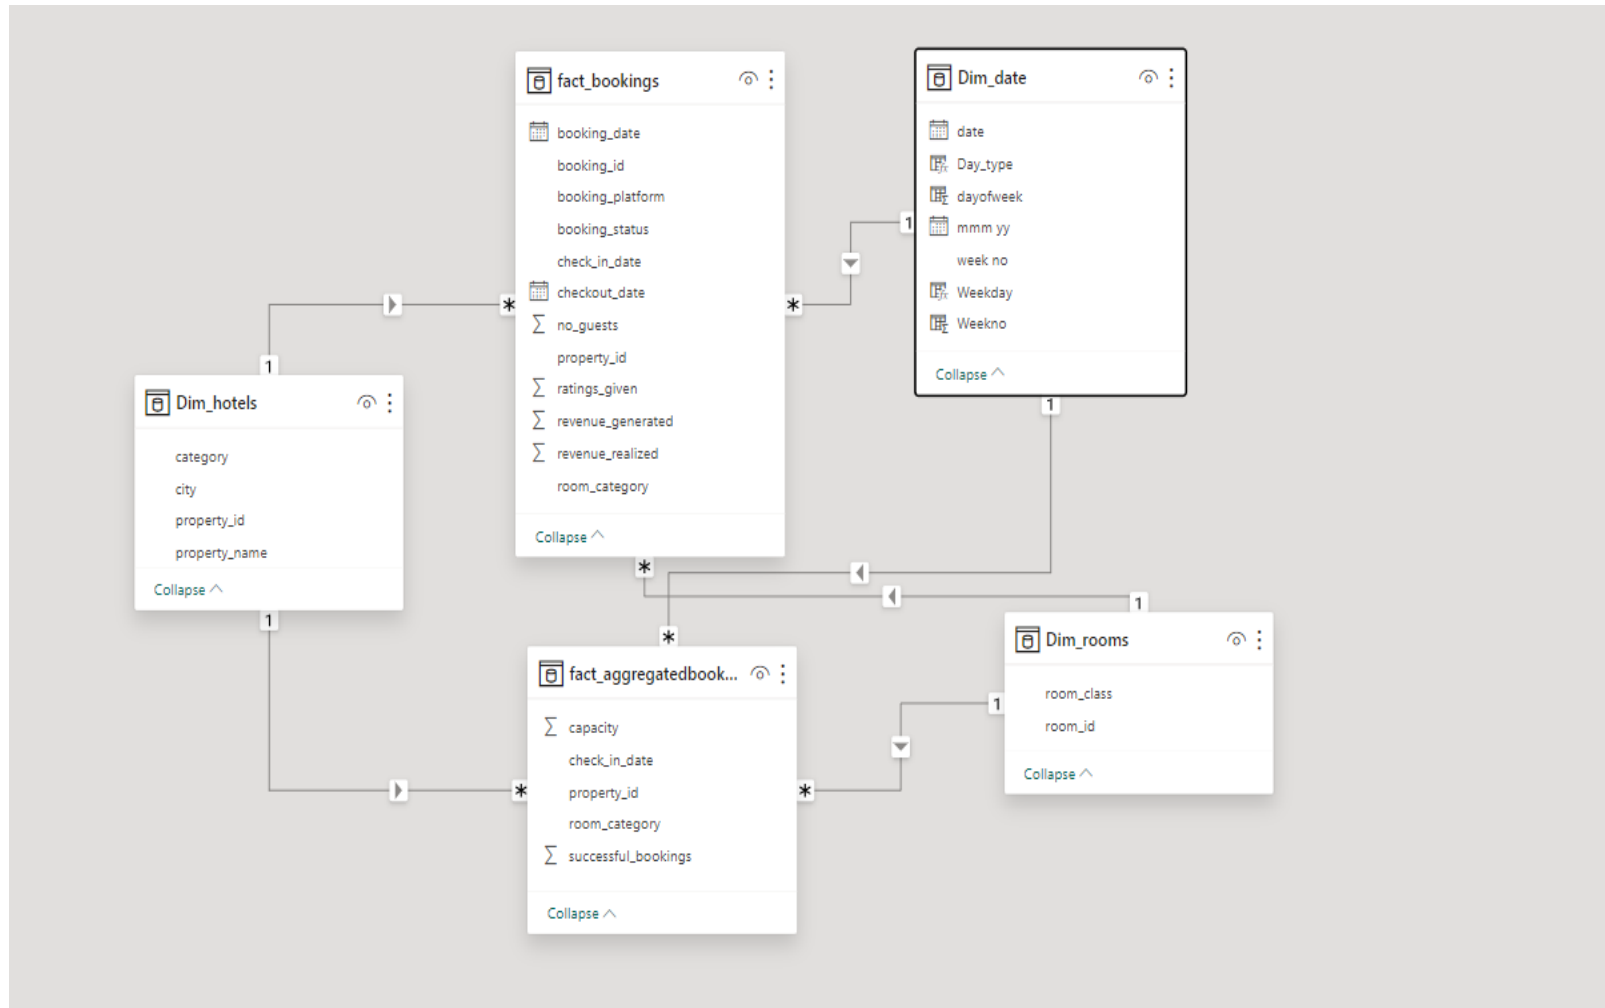 fact_bookings
booking_date
booking_id
booking_platform
booking_status
check_in_date
checkout_date
no_guests
property_id
ratings_given
revenue_generated
revenue_realized
room_category
Collapse
Dim_date
date
Day_type
dayofweek
mmm yy
week no
Weekday
Weekno
Collapse
1
*
*
1
1
Dim_hotels
category
city
property_id
property_name
Collapse
1
*
1
*
fact_aggregatedbook...
capacity
check_in_date
property_id
room_category
successful_bookings
Collapse
*
*
1
Dim_rooms
room_class
room_id
Collapse